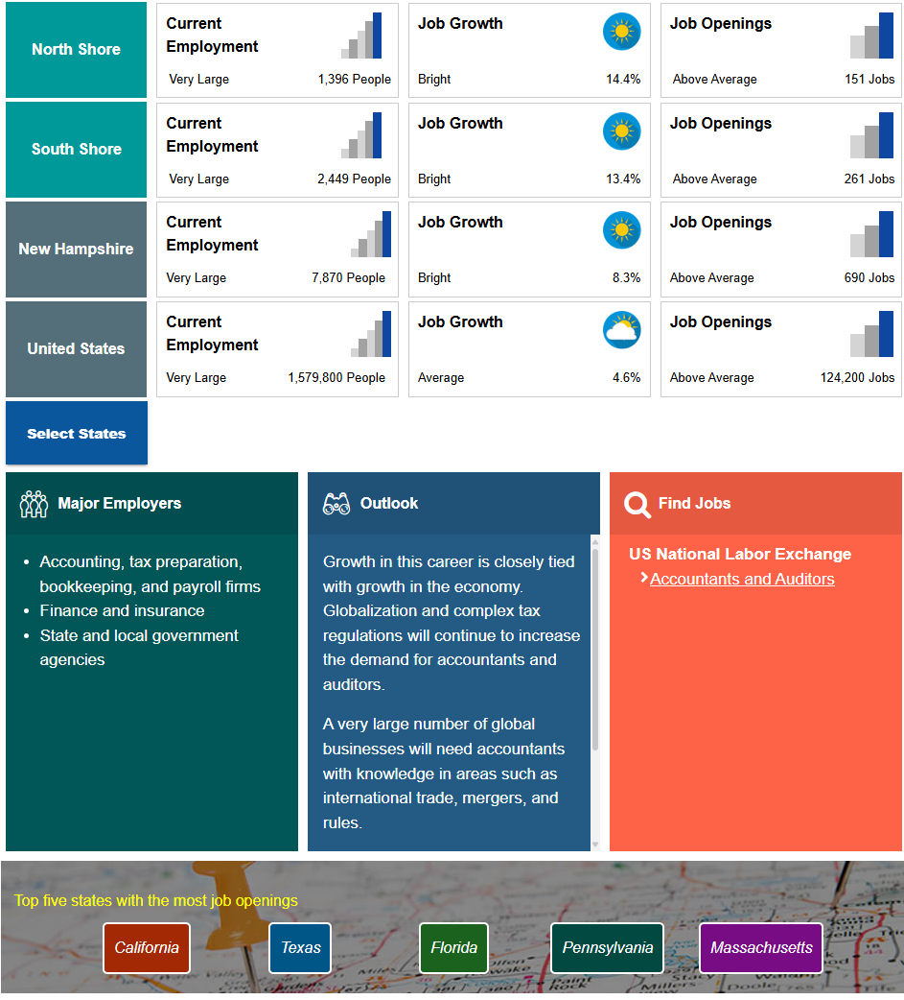 North Shore
Current
Employment
Very Large 1,396 People
Job Growth
Bright 14.4%
Job Openings
Above Average 151 Jobs
South Shore
Current
Employment
Very Large 2,449 People
Job Growth
Bright 13.4%
Job Openings
Above Average 261 Jobs
New Hampshire
Current
Employment
Very Large 7,870 People
Job Growth
Bright 8.3%
Job Openings
Above Average 690 Jobs
United States
Current
Employment
Very Large 1,579,800 People
Job Growth
Average 4.6%
Job Openings
Above Average 124,200 Jobs
Select States
Major Employers
• Accounting, tax preparation,
bookkeeping, and payroll firms
• Finance and insurance
• State and local government
agencies
Outlook
Growth in this career is closely tied
with growth in the economy.
Globalization and complex tax
regulations will continue to increase
the demand for accountants and
auditors.
A very large number of global
businesses will need accountants
with knowledge in areas such as
international trade, mergers, and
rules.
Find Jobs
US National Labor Exchange
Accountants and Auditors
Top five states with the most job openings
California
Texas
Florida
Pennsylvania
Massachusetts